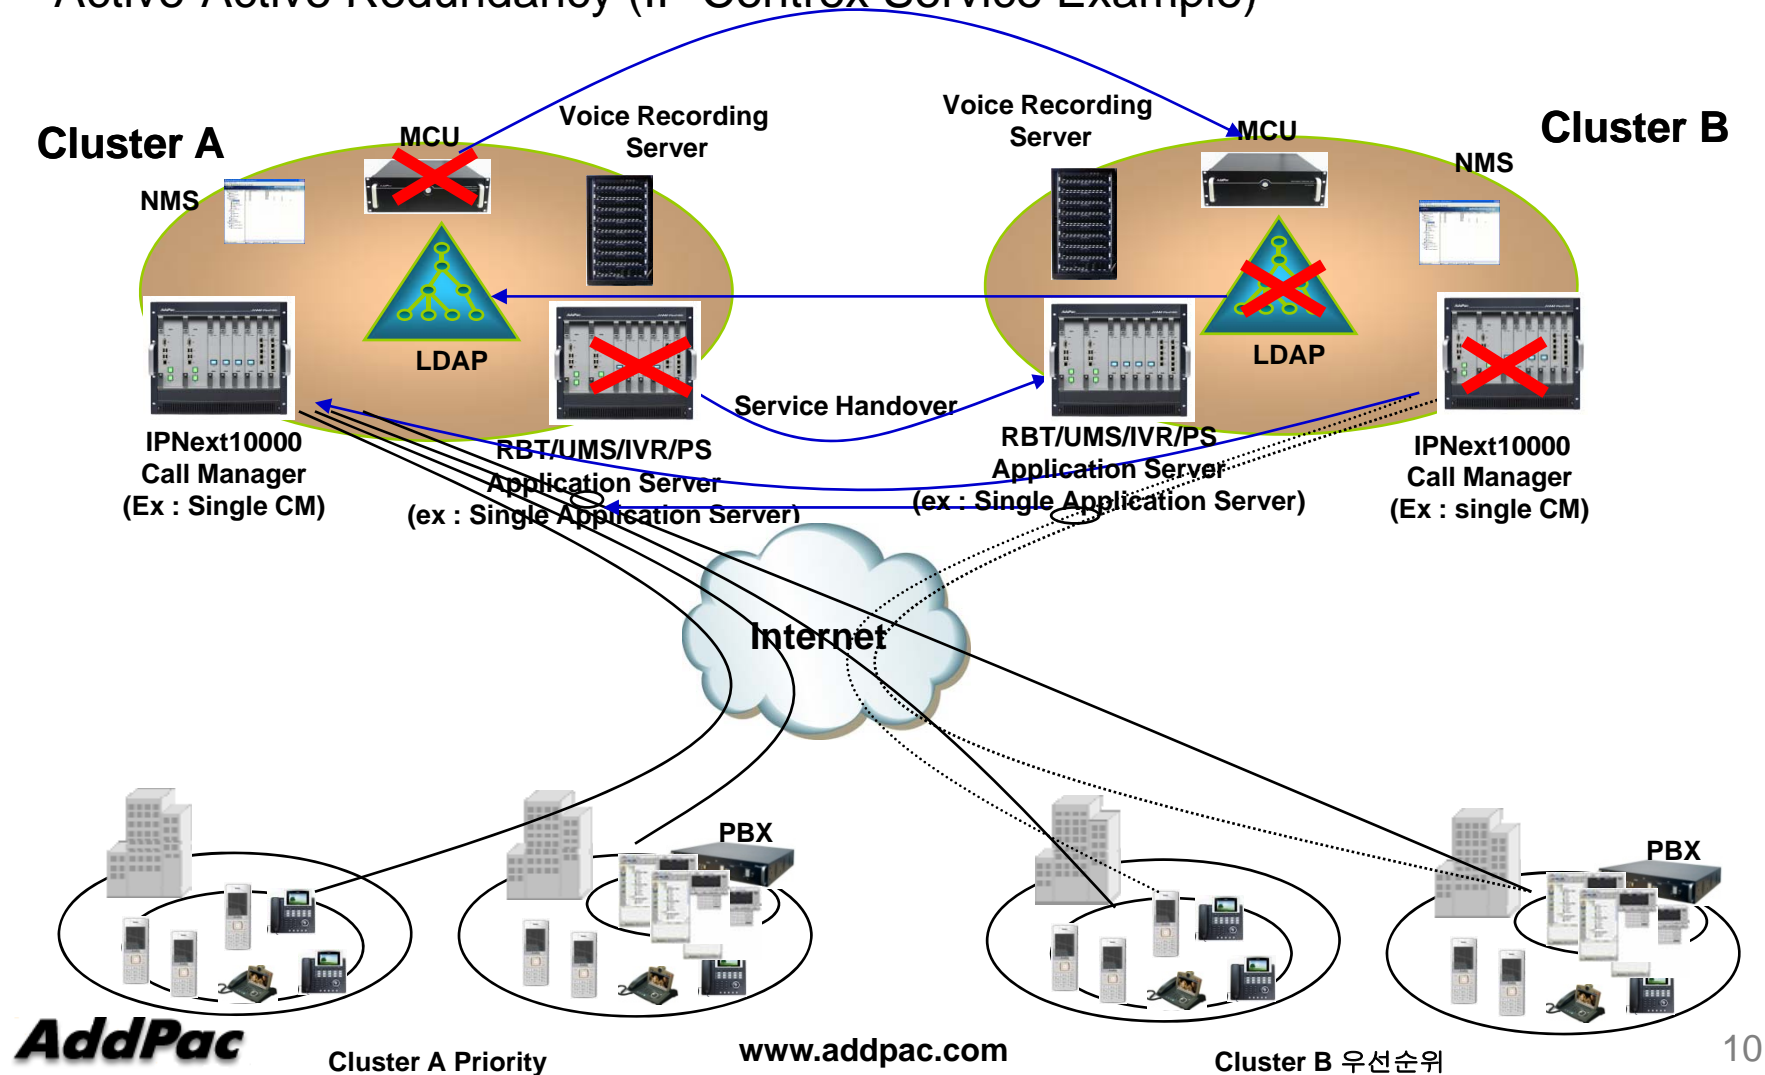 Active-Active Redundancy (IP Centrex Service Example)
Cluster A
MCU
Voice Recording
Server
NMS
LDAP
IPNext10000
Call Manager
(Ex : Single CM)
RBT/UMS/IVR/PS
Application Server
(ex : Single Application Server)
Service Handover
Voice Recording
Server
MCU
Cluster B
NMS
LDAP
RBT/UMS/IVR/PS
Application Server
(ex : Single Application Server)
IPNext10000
Call Manager
(Ex : single CM)
Internet
PBX
PBX
AddPac
Cluster A Priority
www.addpac.com
Cluster B 우선순위
10